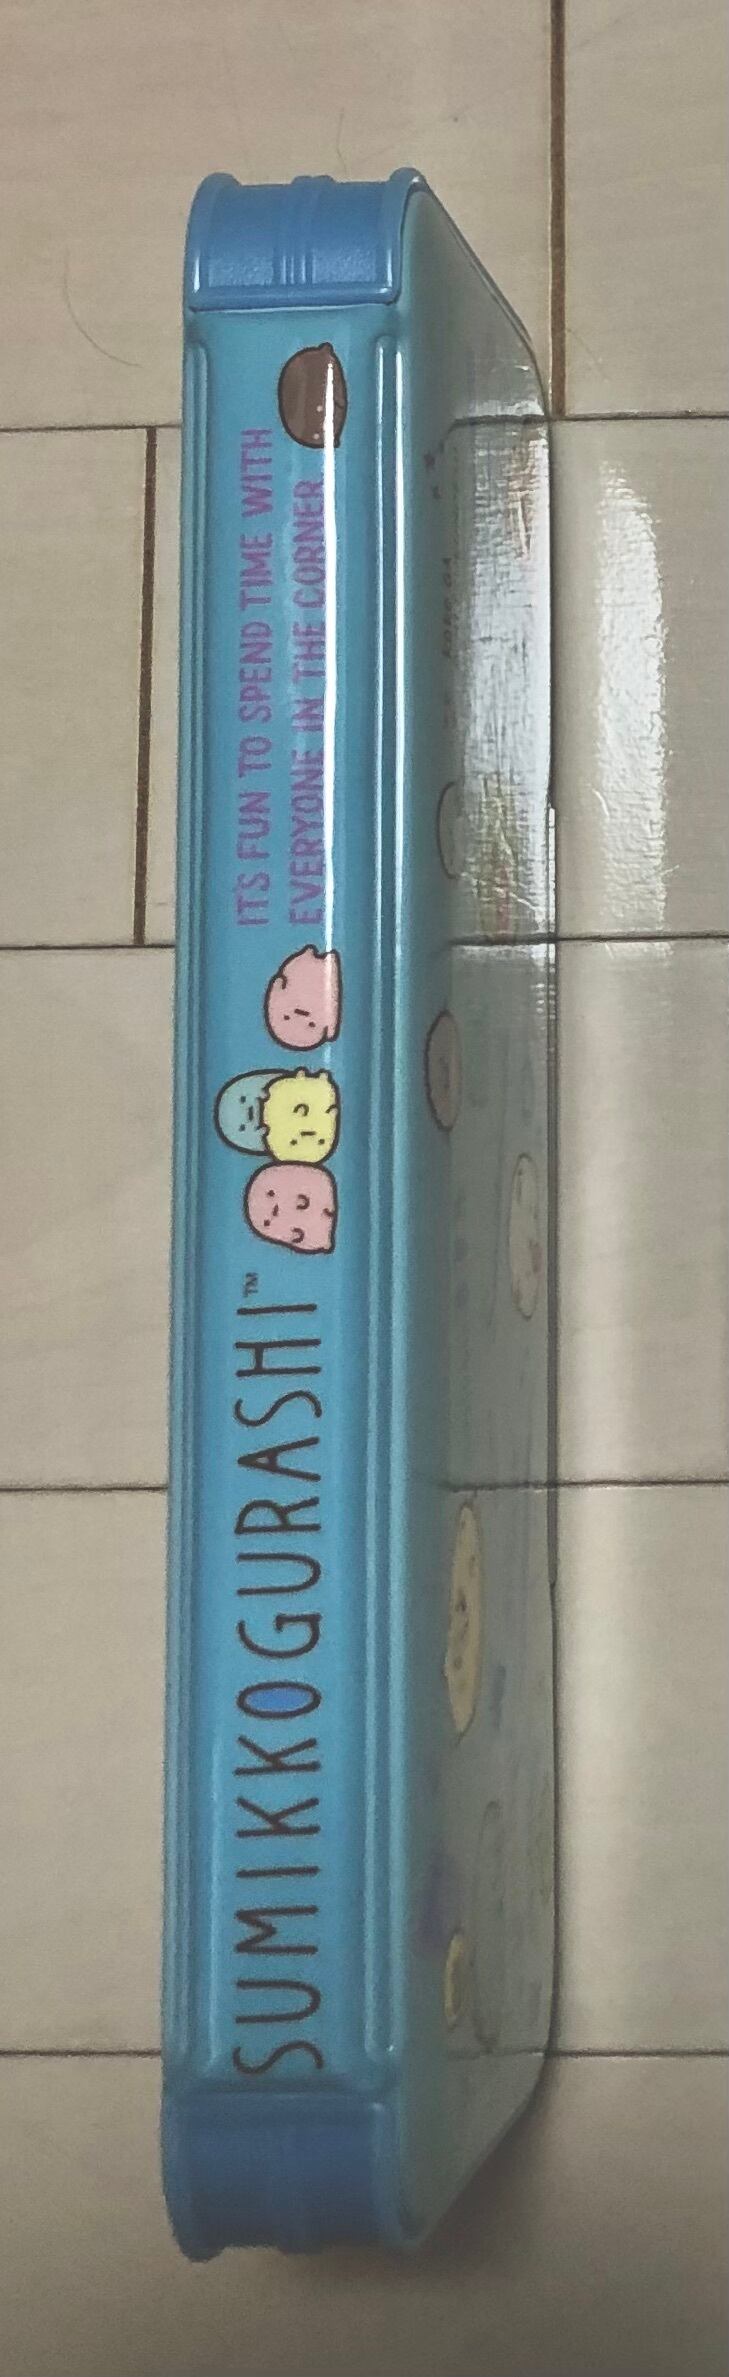 SUMIKKOGURASHI™
IT'S FUN TO SPEND TIME WITH
EVERYONE IN THE CORNER